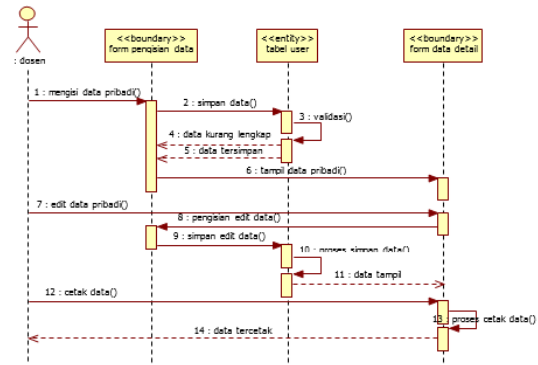 <<boundary>>
form pengisian data
<<entity>>
tabel user
<<boundary>>
form data detail
: dosen
1 : mengisi data pribadi()
2 : simpan data()
3 : validasi()
4 : data kurang lengkap
5 : data tersimpan
6 : tampil data pribadi()
7 : edit data pribadi()
8 : pengisian edit data()
9 : simpan edit data()
10 : proses simpan data()
11 : data tampil
12 : cetak data()
13 : proses cetak data()
14 : data tercetak